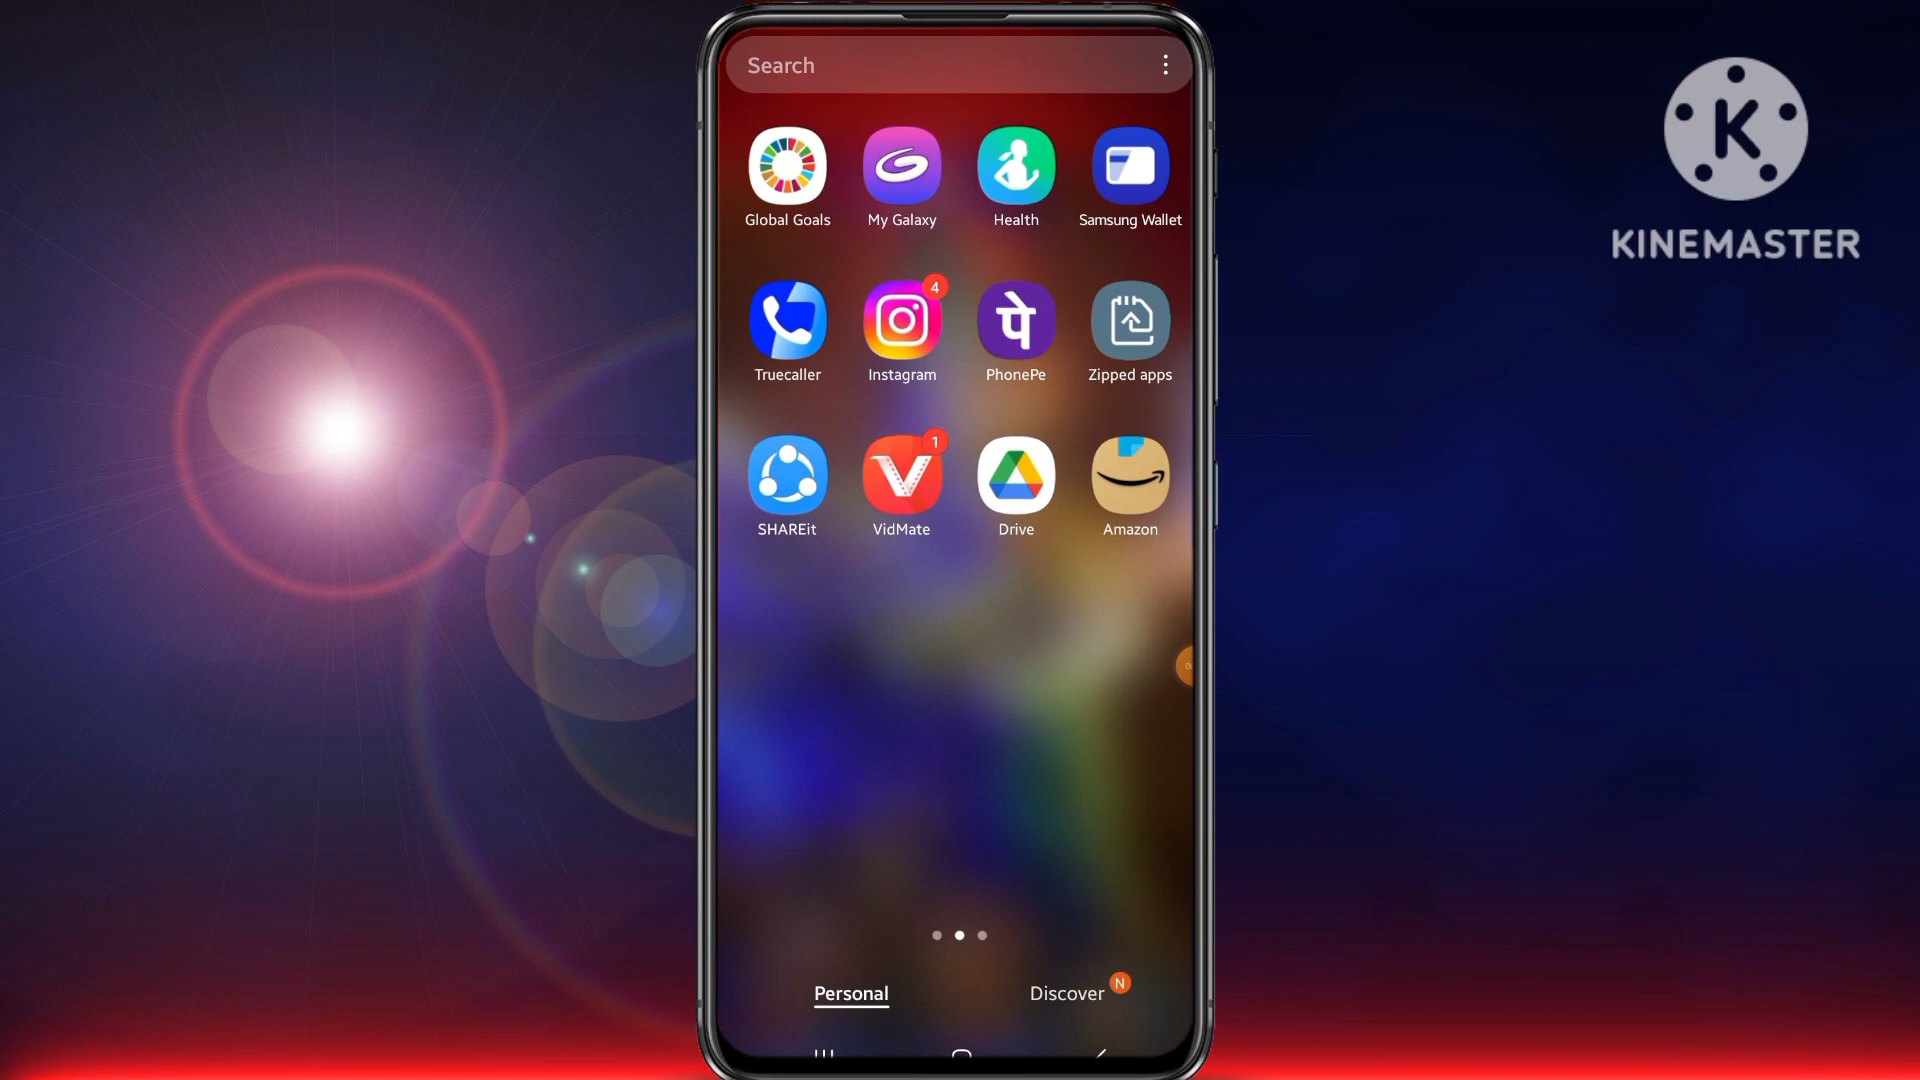 Search
KINEMASTER
Global Goals
My Galaxy
Health
Samsung Wallet
4
पे
Truecaller
Instagram
PhonePe
Zipped apps
1
SHAREit
VidMate
Drive
Amazon
Personal
Discover
N